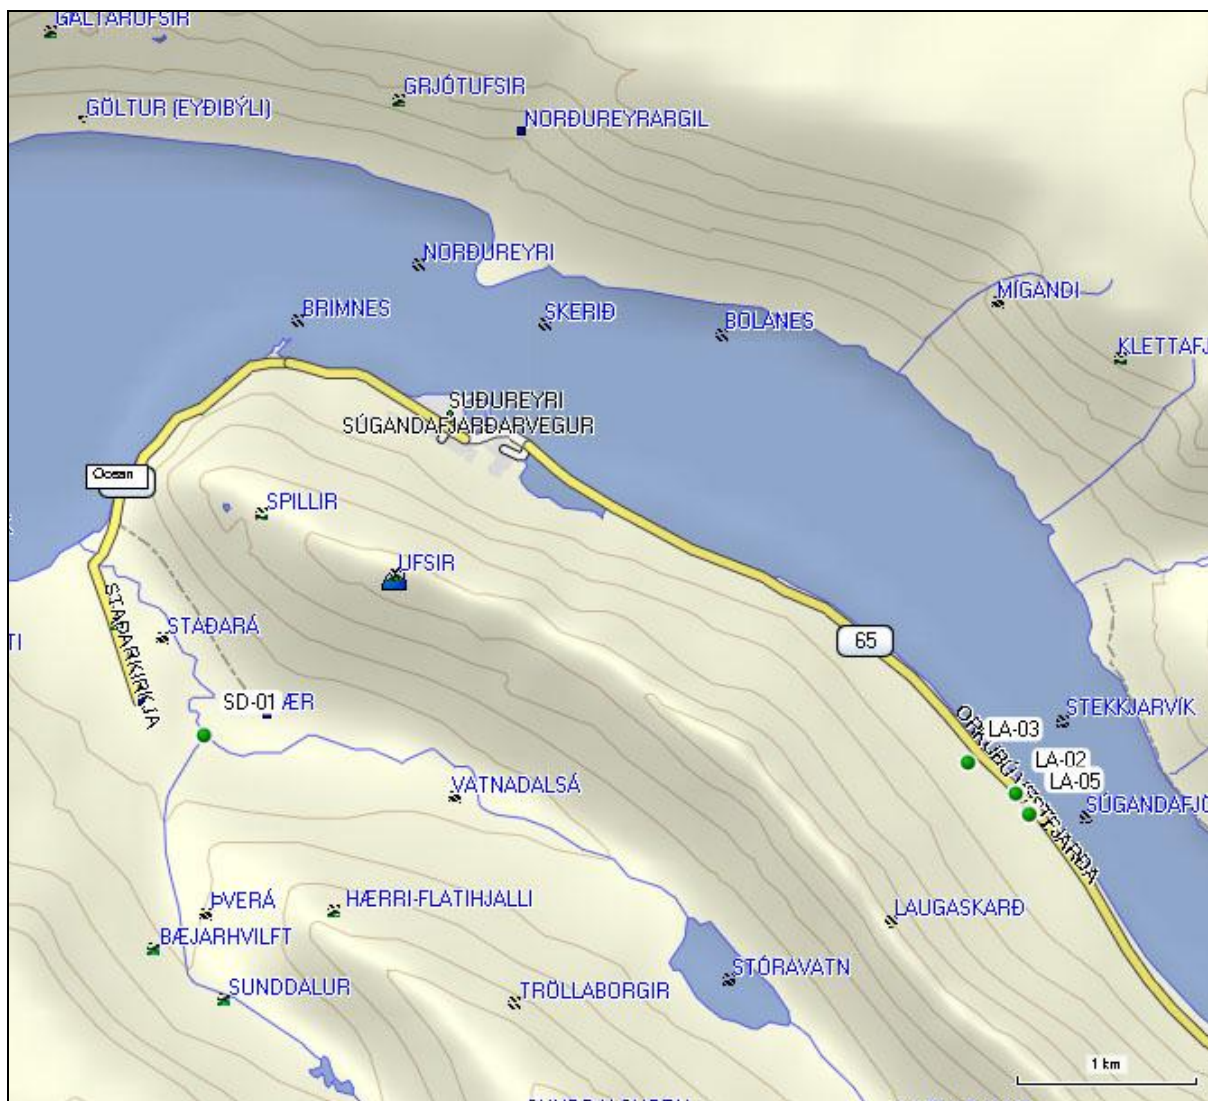 GALTARUFSIR
GRJÓTUFSIR
GÖLTUR (EYÐIBÝLI)
NORÐUREYRARGIL
NORÐUREYRI
MÍGANDI
BRIMNES
SKERIÐ
BOLANES
KLETTAFJ
SUÐUREYRI
SÚGANDAFJARÐARVEGUR
Ocean
SPILLIR
UFSIR
STAÐARKIRKJA
STAÐARÁ
TI
65
SD-01
ÆR
STEKKJARVÍK
LA-03
LA-02
LA-05
VATNADALSÁ
SÚGANDAFJÖ
ÞVERÁ
HÆRRI-FLATIHJALLI
LAUGASKARÐ
BÆJARHVILFT
STÓRAVATN
SUNDDALUR
TRÖLLABORGIR
1 km